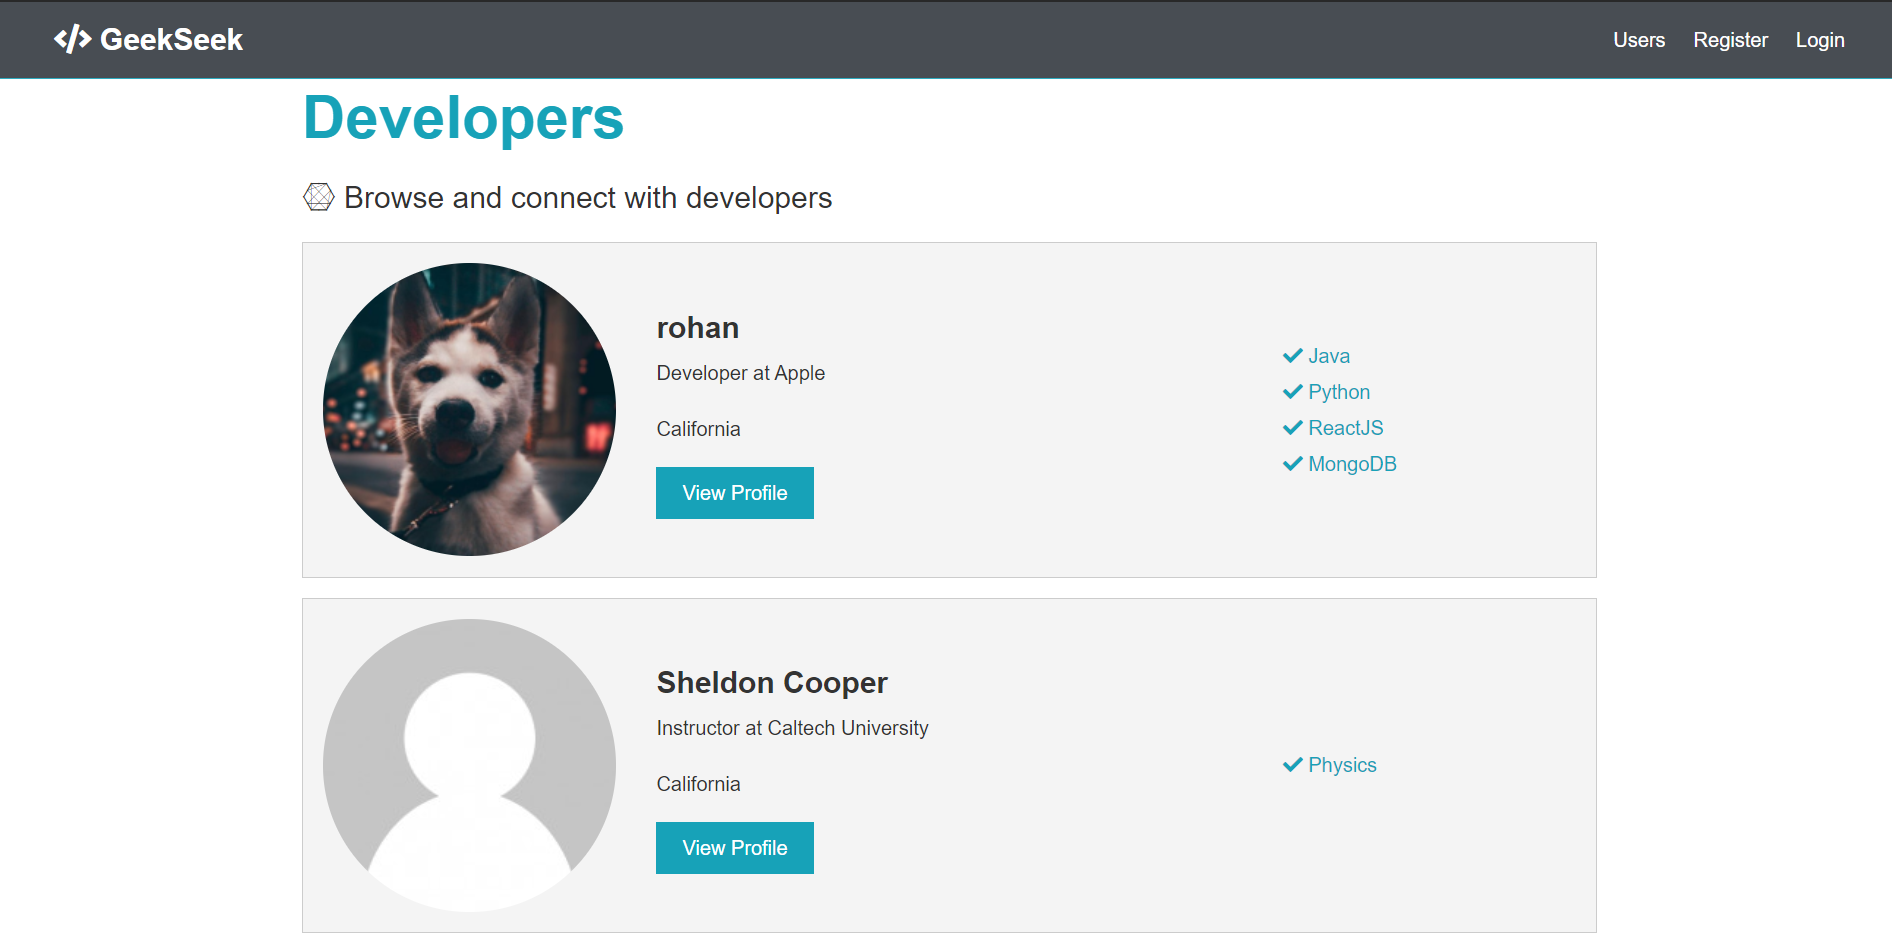 GeekSeek
Users Register Login
Developers
Browse and connect with developers
rohan
Developer at Apple
California
View Profile
Java
Python
ReactJS
MongoDB
Sheldon Cooper
Instructor at Caltech University
California
View Profile
Physics